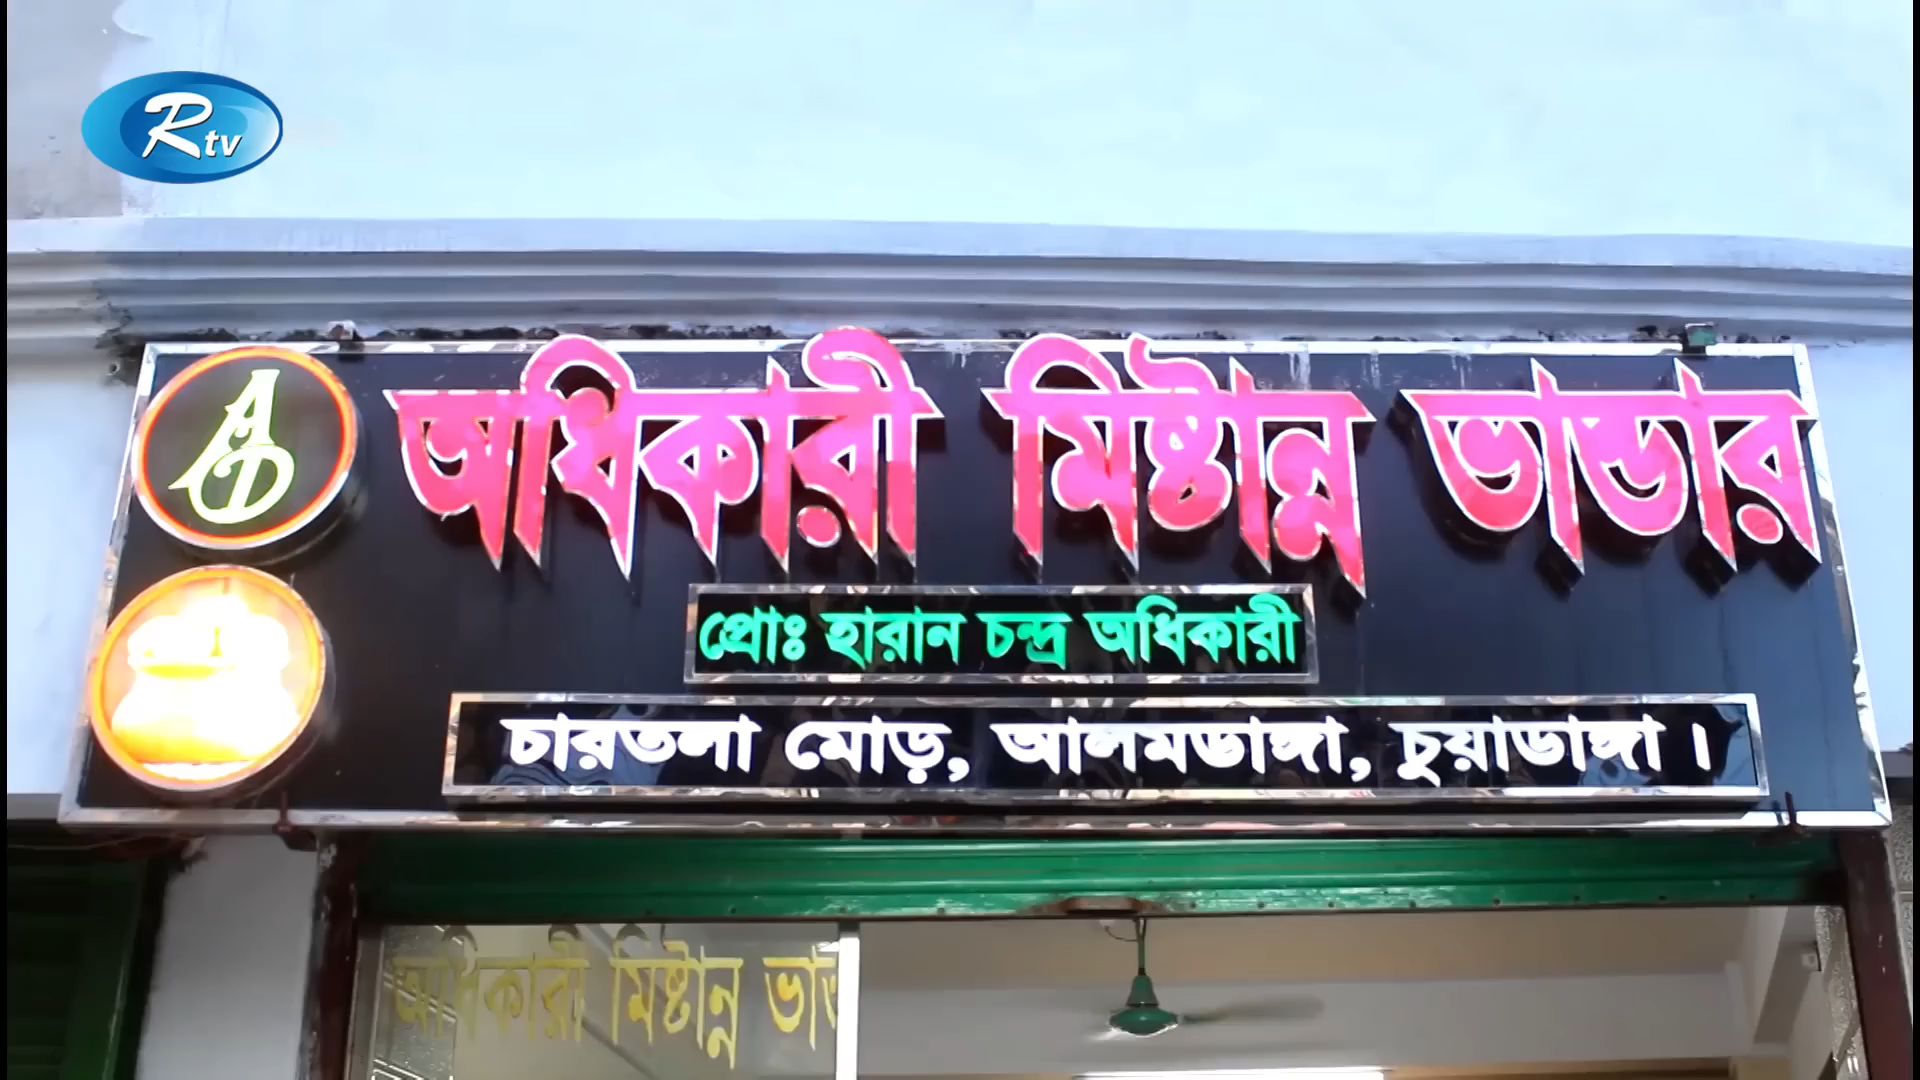 Rtv
অধিকারী মিষ্টান্ন ভান্ডার
AD
প্রোঃ হারান চন্দ্র অধিকারী
চারতলা মোড়, আলমডাঙ্গা, চুয়াডাঙ্গা।
অধিকারী মিষ্টান্ন